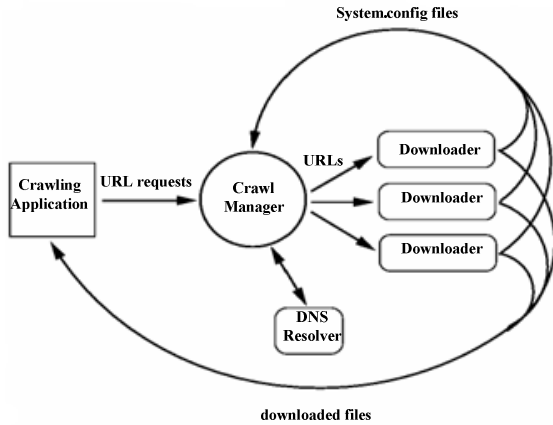 System.config files
URLs
Downloader
Crawling
Application
URL requests
Crawl
Manager
Downloader
Downloader
DNS
Resolver
downloaded files